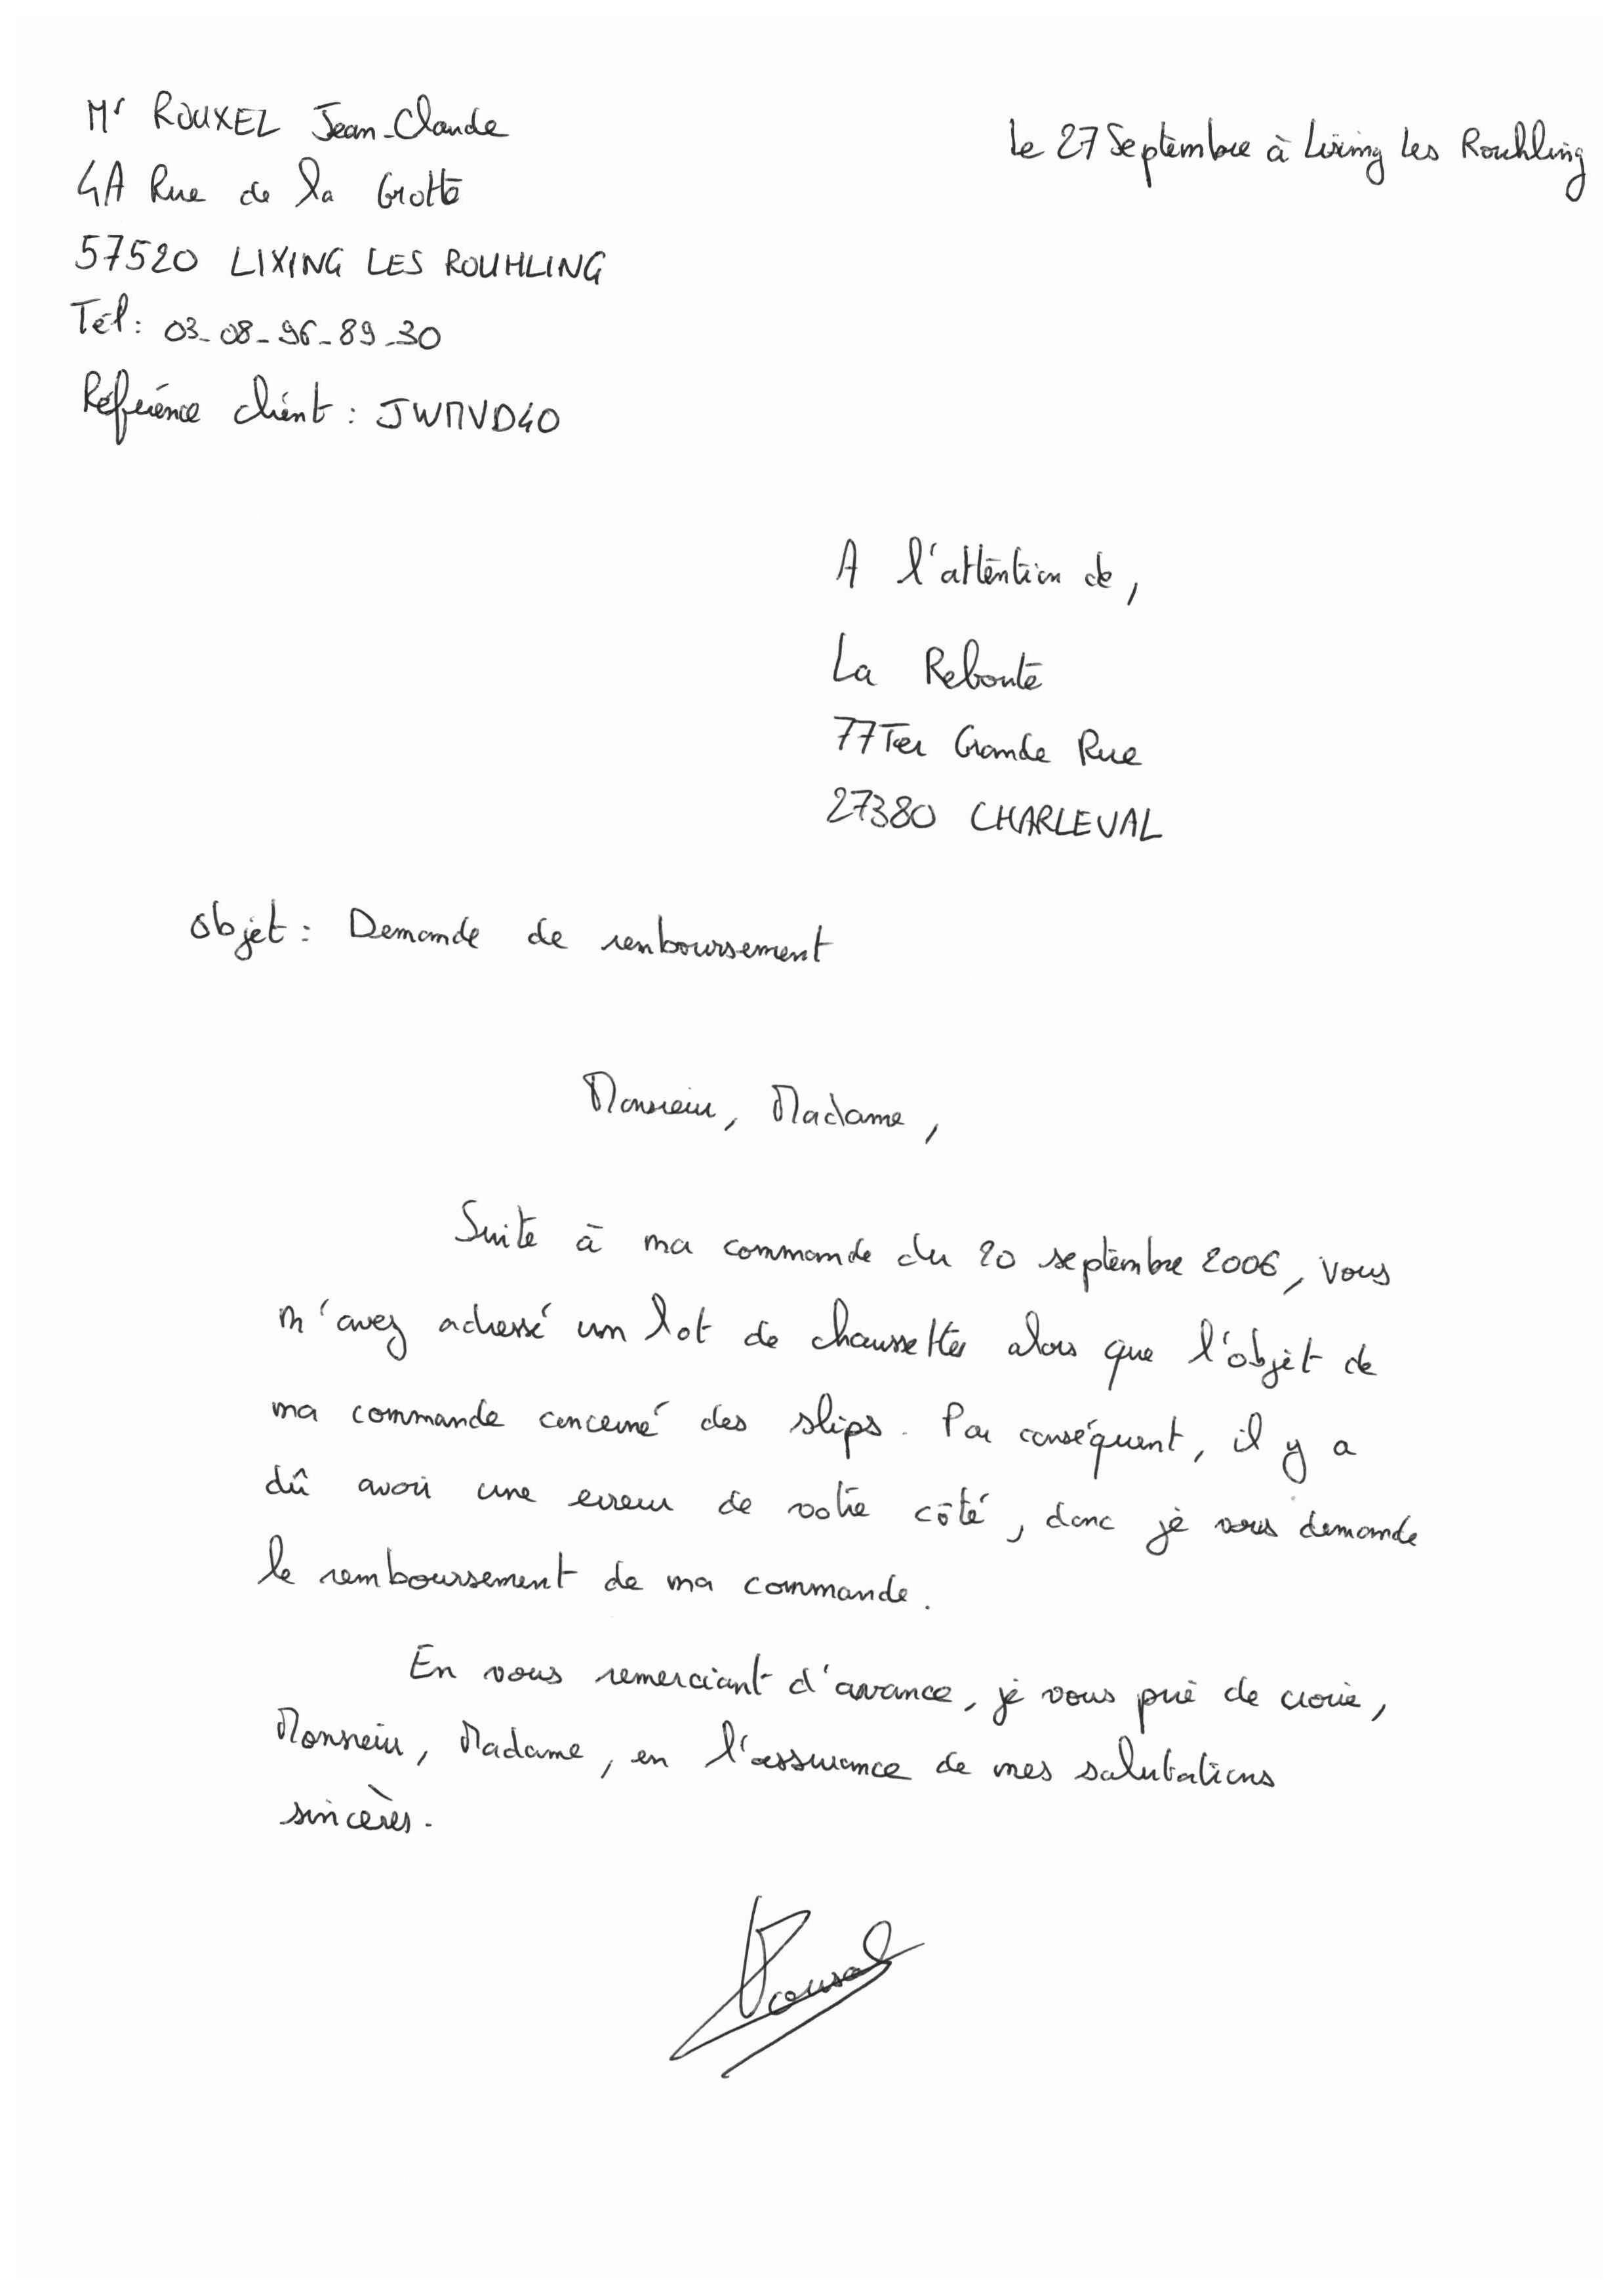 Mr ROUXEL Jean-Claude
4A Rue de la Grotte
57520 LIXING LES ROUHLING
Tél: 03-08-96-89-30
Référence client : JWMVD40
le 27 Septembre à Lixing les Rouhling
A l'attention de,
La Reboute
77Ter Grande Rue
27380 CHARLEVAL
Objet : Demande de remboursement
Monsieur, Madame,
Suite à ma commande du 20 septembre 2006, vous
m'avez adressé un lot de chaussettes alors que l'objet de
ma commande concerné des slips. Par conséquent, il y a
dû avoir une erreur de votre côté, donc je vous demande
le remboursement de ma commande.
En vous remerciant d'avance, je vous prie de croire,
Monsieur, Madame, en l'assurance de mes salutations
sincères.